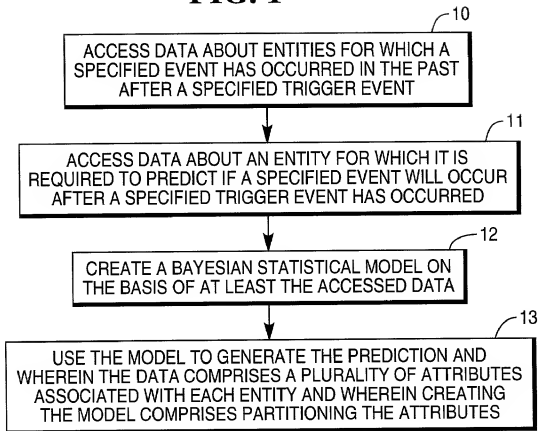 FIG. 1
10
ACCESS DATA ABOUT ENTITIES FOR WHICH A
SPECIFIED EVENT HAS OCCURRED IN THE PAST
AFTER A SPECIFIED TRIGGER EVENT
11
ACCESS DATA ABOUT AN ENTITY FOR WHICH IT IS
REQUIRED TO PREDICT IF A SPECIFIED EVENT WILL OCCUR
AFTER A SPECIFIED TRIGGER EVENT HAS OCCURRED
12
CREATE A BAYESIAN STATISTICAL MODEL ON
THE BASIS OF AT LEAST THE ACCESSED DATA
13
USE THE MODEL TO GENERATE THE PREDICTION AND
WHEREIN THE DATA COMPRISES A PLURALITY OF ATTRIBUTES
ASSOCIATED WITH EACH ENTITY AND WHEREIN CREATING
THE MODEL COMPRISES PARTITIONING THE ATTRIBUTES